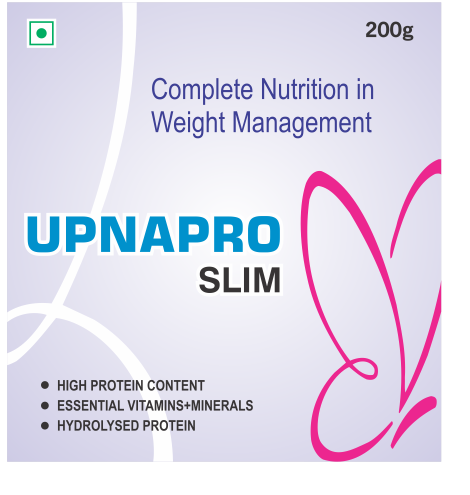 200g
Complete Nutrition in
Weight Management
UPNAPRO
SLIM
● HIGH PROTEIN CONTENT
● ESSENTIAL VITAMINS+MINERALS
● HYDROLYSED PROTEIN